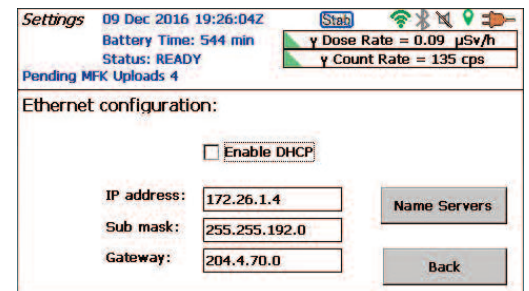 Settings 09 Dec 2016 19:26:04Z Stab
Battery Time: 544 min γ Dose Rate = 0.09 µSv/h
Status: READY γ Count Rate = 135 cps
Pending MFK Uploads 4
Ethernet configuration:
Enable DHCP
IP address: 172.26.1.4 Name Servers
Sub mask: 255.255.192.0
Gateway: 204.4.70.0 Back